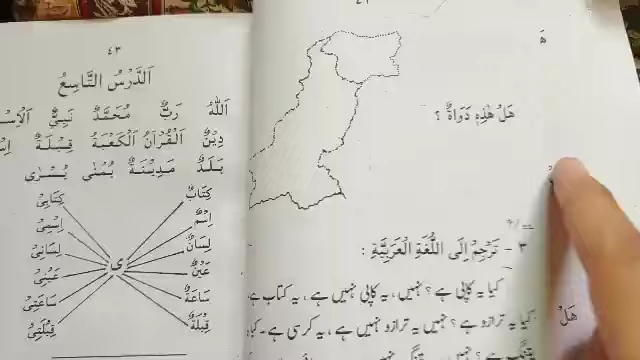 ٤٣
اَلدَّرْسُ التَّاسِعُ
اَللّٰهُ رَبٌّ مُحَمَّدٌ نَبِيٌّ
دِيْنٌ اَلْقُرْآنُ اَلْكَعْبَةُ قِبْلَةٌ
بَلَدٌ مَدِيْنَةٌ يُمْنٰى يُسْرٰى
كِتَابٌ كِتَابِىْ
اِسْمٌ اِسْمِىْ
لِسَانٌ لِسَانِىْ
ى
عَيْنٌ عَيْنِىْ
سَاعَةٌ سَاعَتِىْ
قِبْلَةٌ قِبْلَتِىْ
هَلْ هٰذِهٖ دَوَاةٌ ؟
٣ - تَرْجِمْ اِلَى اللُّغَةِ الْعَرَبِيَّةِ :
کیا یہ کاپی ہے ؟ نہیں ، یہ کاپی نہیں ہے ، یہ کتاب ہے
کیا یہ ترازو ہے ؟ نہیں یہ ترازو نہیں ہے ، یہ کرسی ہے -
هَلْ